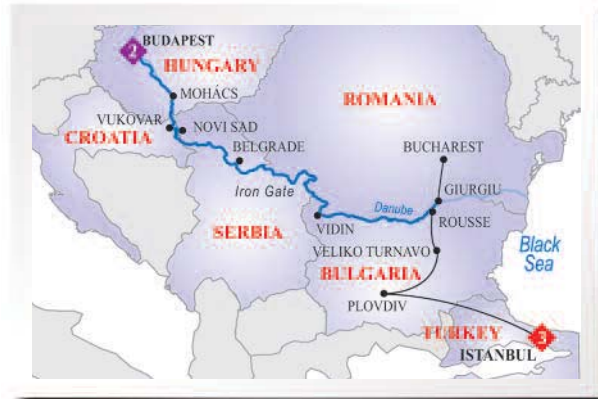 2
BUDAPEST
HUNGARY
MOHÁCS
ROMANIA
VUKOVAR
NOVI SAD
CROATIA
BELGRADE
BUCHAREST
Iron Gate
GIURGIU
Danube
ROUSSE
VIDIN
SERBIA
VELIKO TURNAVO
Black
Sea
BULGARIA
PLOVDIV
TURKEY
3
ISTANBUL